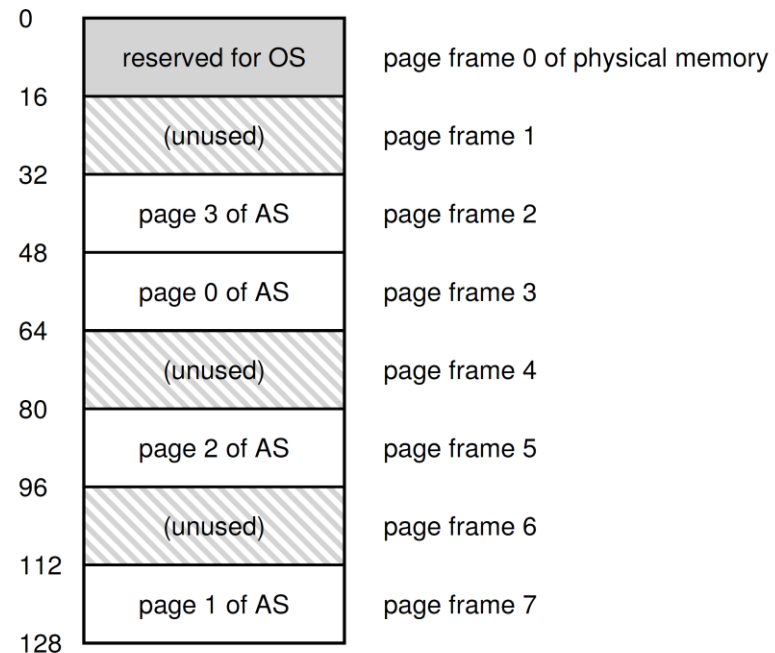 0
reserved for OS page frame 0 of physical memory
16
(unused) page frame 1
32
page 3 of AS page frame 2
48
page 0 of AS page frame 3
64
(unused) page frame 4
80
page 2 of AS page frame 5
96
(unused) page frame 6
112
page 1 of AS page frame 7
128